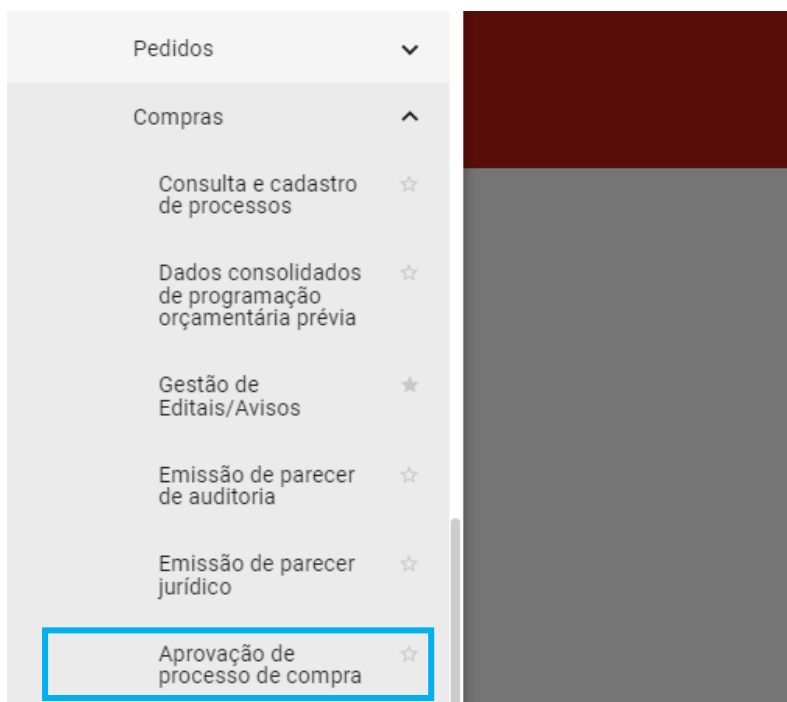 Pedidos
Compras
Consulta e cadastro
de processos
Dados consolidados
de programação
orçamentária prévia
Gestão de
Editais/Avisos
Emissão de parecer
de auditoria
Emissão de parecer
jurídico
Aprovação de
processo de compra